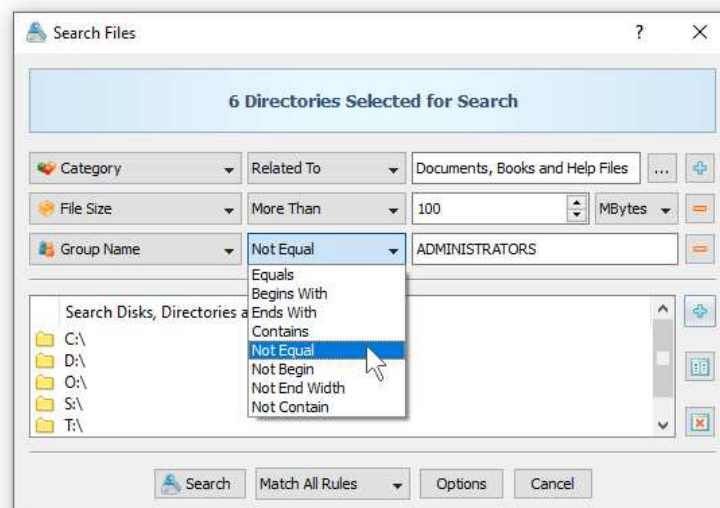 Search Files ?
6 Directories Selected for Search
Category Related To Documents, Books and Help Files ...
File Size More Than 100 MBytes
Group Name Not Equal ADMINISTRATORS
Equals
Begins With
Ends With
Contains
Not Equal
Not Begin
Not End Width
Not Contain
Search Disks, Directories a
C:\
D:\
O:\
S:\
T:\
Search Match All Rules Options Cancel